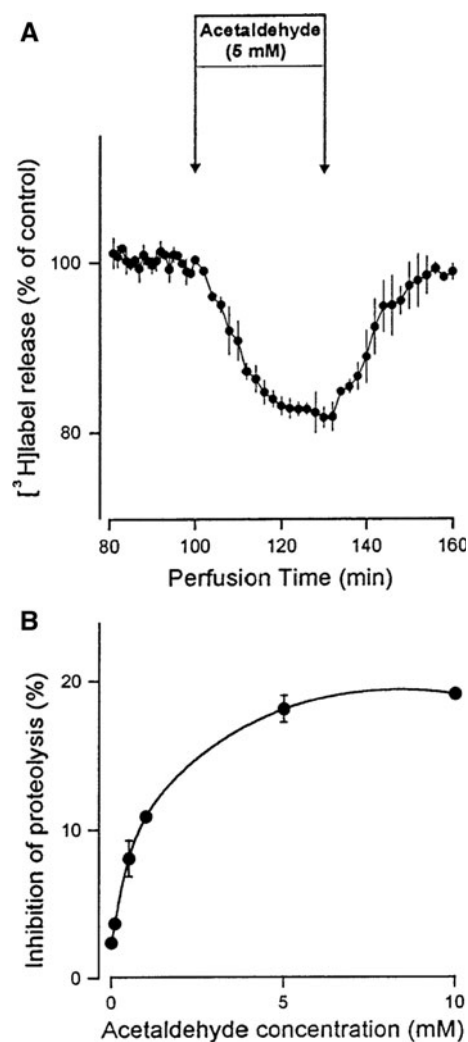 A
Acetaldehyde
(5 mM)
[³H]label release (% of control)
100
80
80 100 120 140 160
Perfusion Time (min)
B
Inhibition of proteolysis (%)
20
10
0
0 5 10
Acetaldehyde concentration (mM)